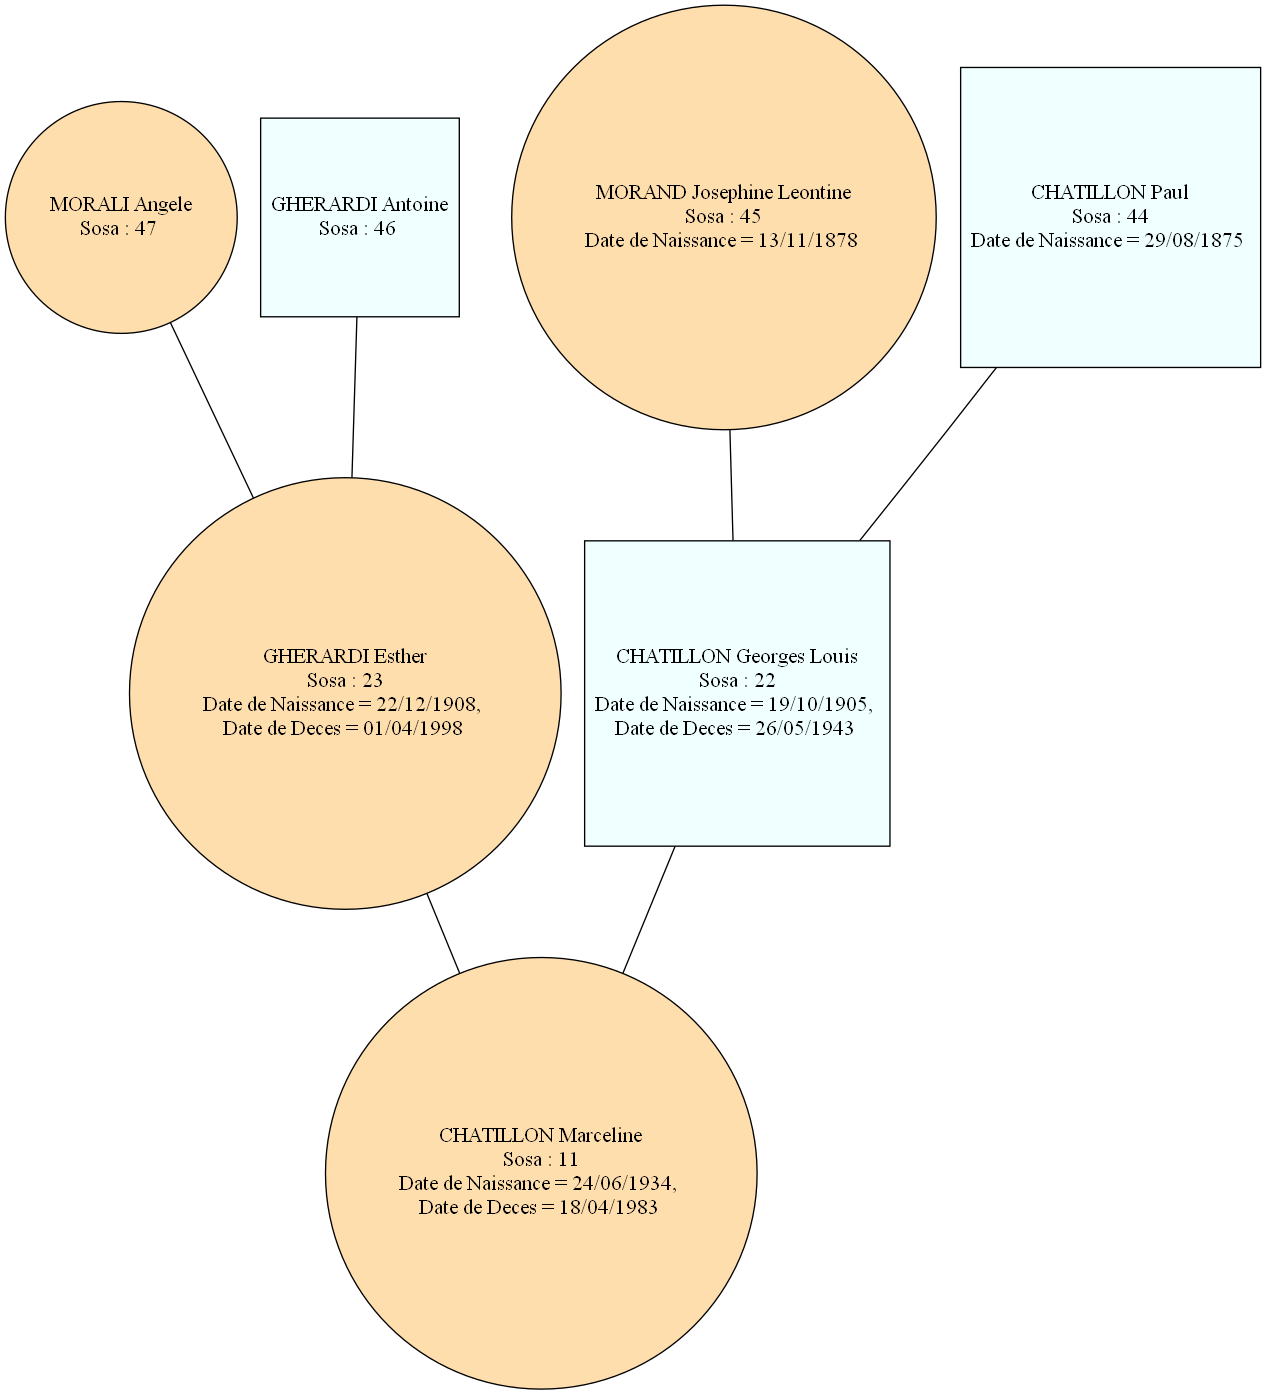 MORALI Angele
Sosa : 47
GHERARDI Antoine
Sosa : 46
MORAND Josephine Leontine
Sosa : 45
Date de Naissance = 13/11/1878
CHATILLON Paul
Sosa : 44
Date de Naissance = 29/08/1875
GHERARDI Esther
Sosa : 23
Date de Naissance = 22/12/1908,
Date de Deces = 01/04/1998
CHATILLON Georges Louis
Sosa : 22
Date de Naissance = 19/10/1905,
Date de Deces = 26/05/1943
CHATILLON Marceline
Sosa : 11
Date de Naissance = 24/06/1934,
Date de Deces = 18/04/1983